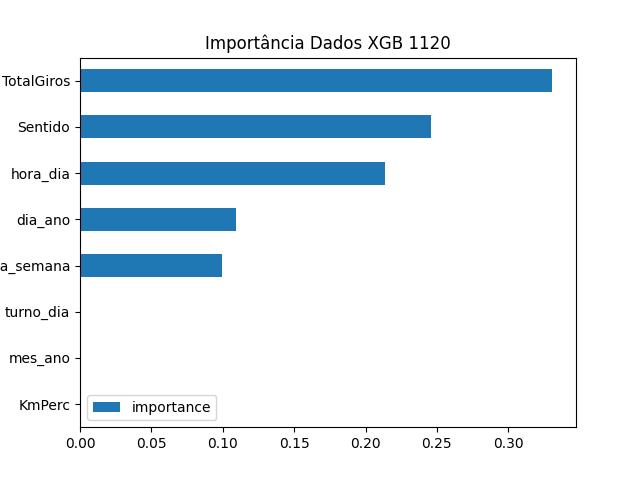 Importância Dados XGB 1120
TotalGiros
Sentido
hora_dia
dia_ano
a_semana
turno_dia
mes_ano
KmPerc
importance
0.00 0.05 0.10 0.15 0.20 0.25 0.30